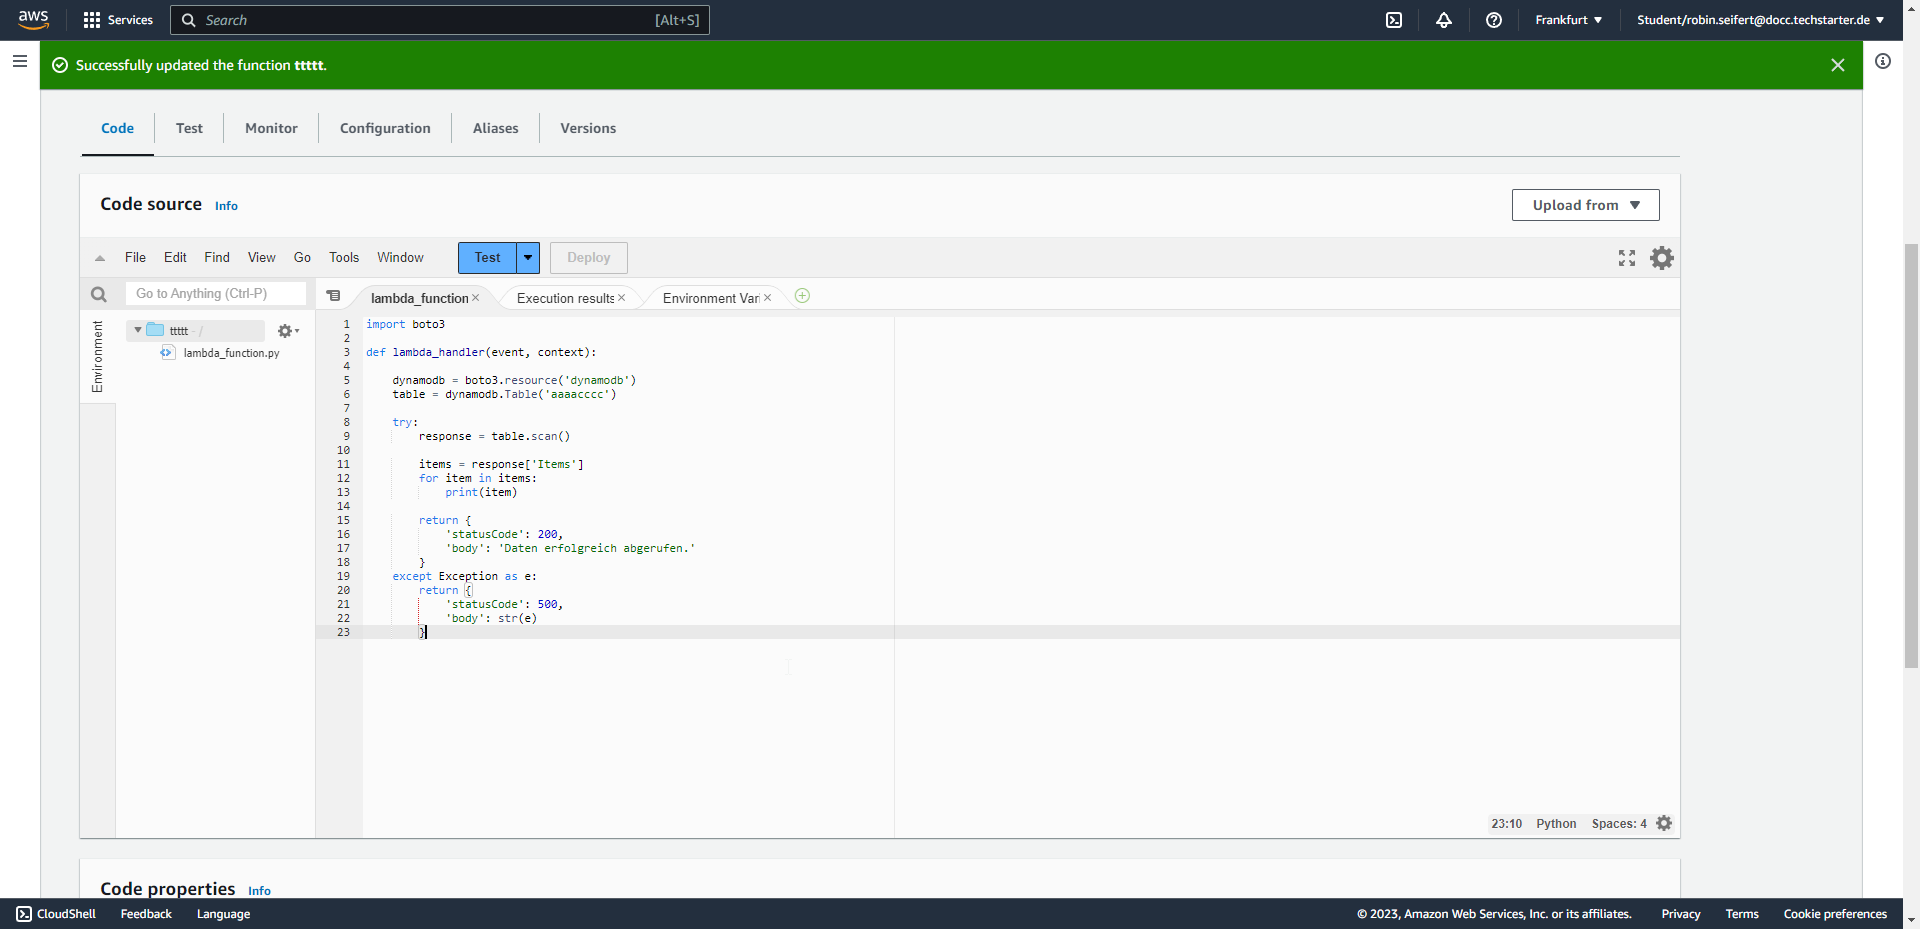 aws
Services
Search
[Alt+S]
Frankfurt
Student/robin.seifert@docc.techstarter.de
Successfully updated the function ttttt.
Code
Test
Monitor
Configuration
Aliases
Versions
Code source
Info
Upload from
File
Edit
Find
View
Go
Tools
Window
Test
Deploy
Go to Anything (Ctrl-P)
lambda_function
Execution results
Environment Var
Environment
ttttt - /
lambda_function.py
1 import boto3
2
3 def lambda_handler(event, context):
4
5     dynamodb = boto3.resource('dynamodb')
6     table = dynamodb.Table('aaaacccc')
7
8     try:
9         response = table.scan()
10
11         items = response['Items']
12         for item in items:
13             print(item)
14
15         return {
16             'statusCode': 200,
17             'body': 'Daten erfolgreich abgerufen.'
18         }
19     except Exception as e:
20         return {
21             'statusCode': 500,
22             'body': str(e)
23         }
23:10
Python
Spaces: 4
Code properties
Info
CloudShell
Feedback
Language
© 2023, Amazon Web Services, Inc. or its affiliates.
Privacy
Terms
Cookie preferences